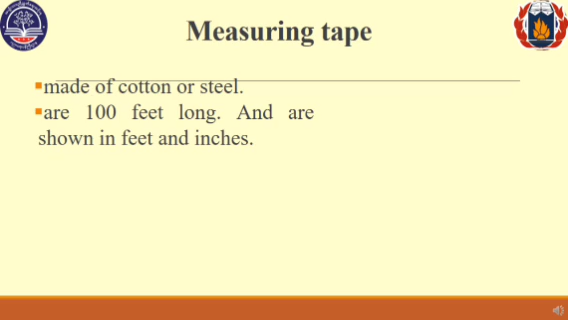 Measuring tape
▪made of cotton or steel.
▪are 100 feet long. And are
shown in feet and inches.